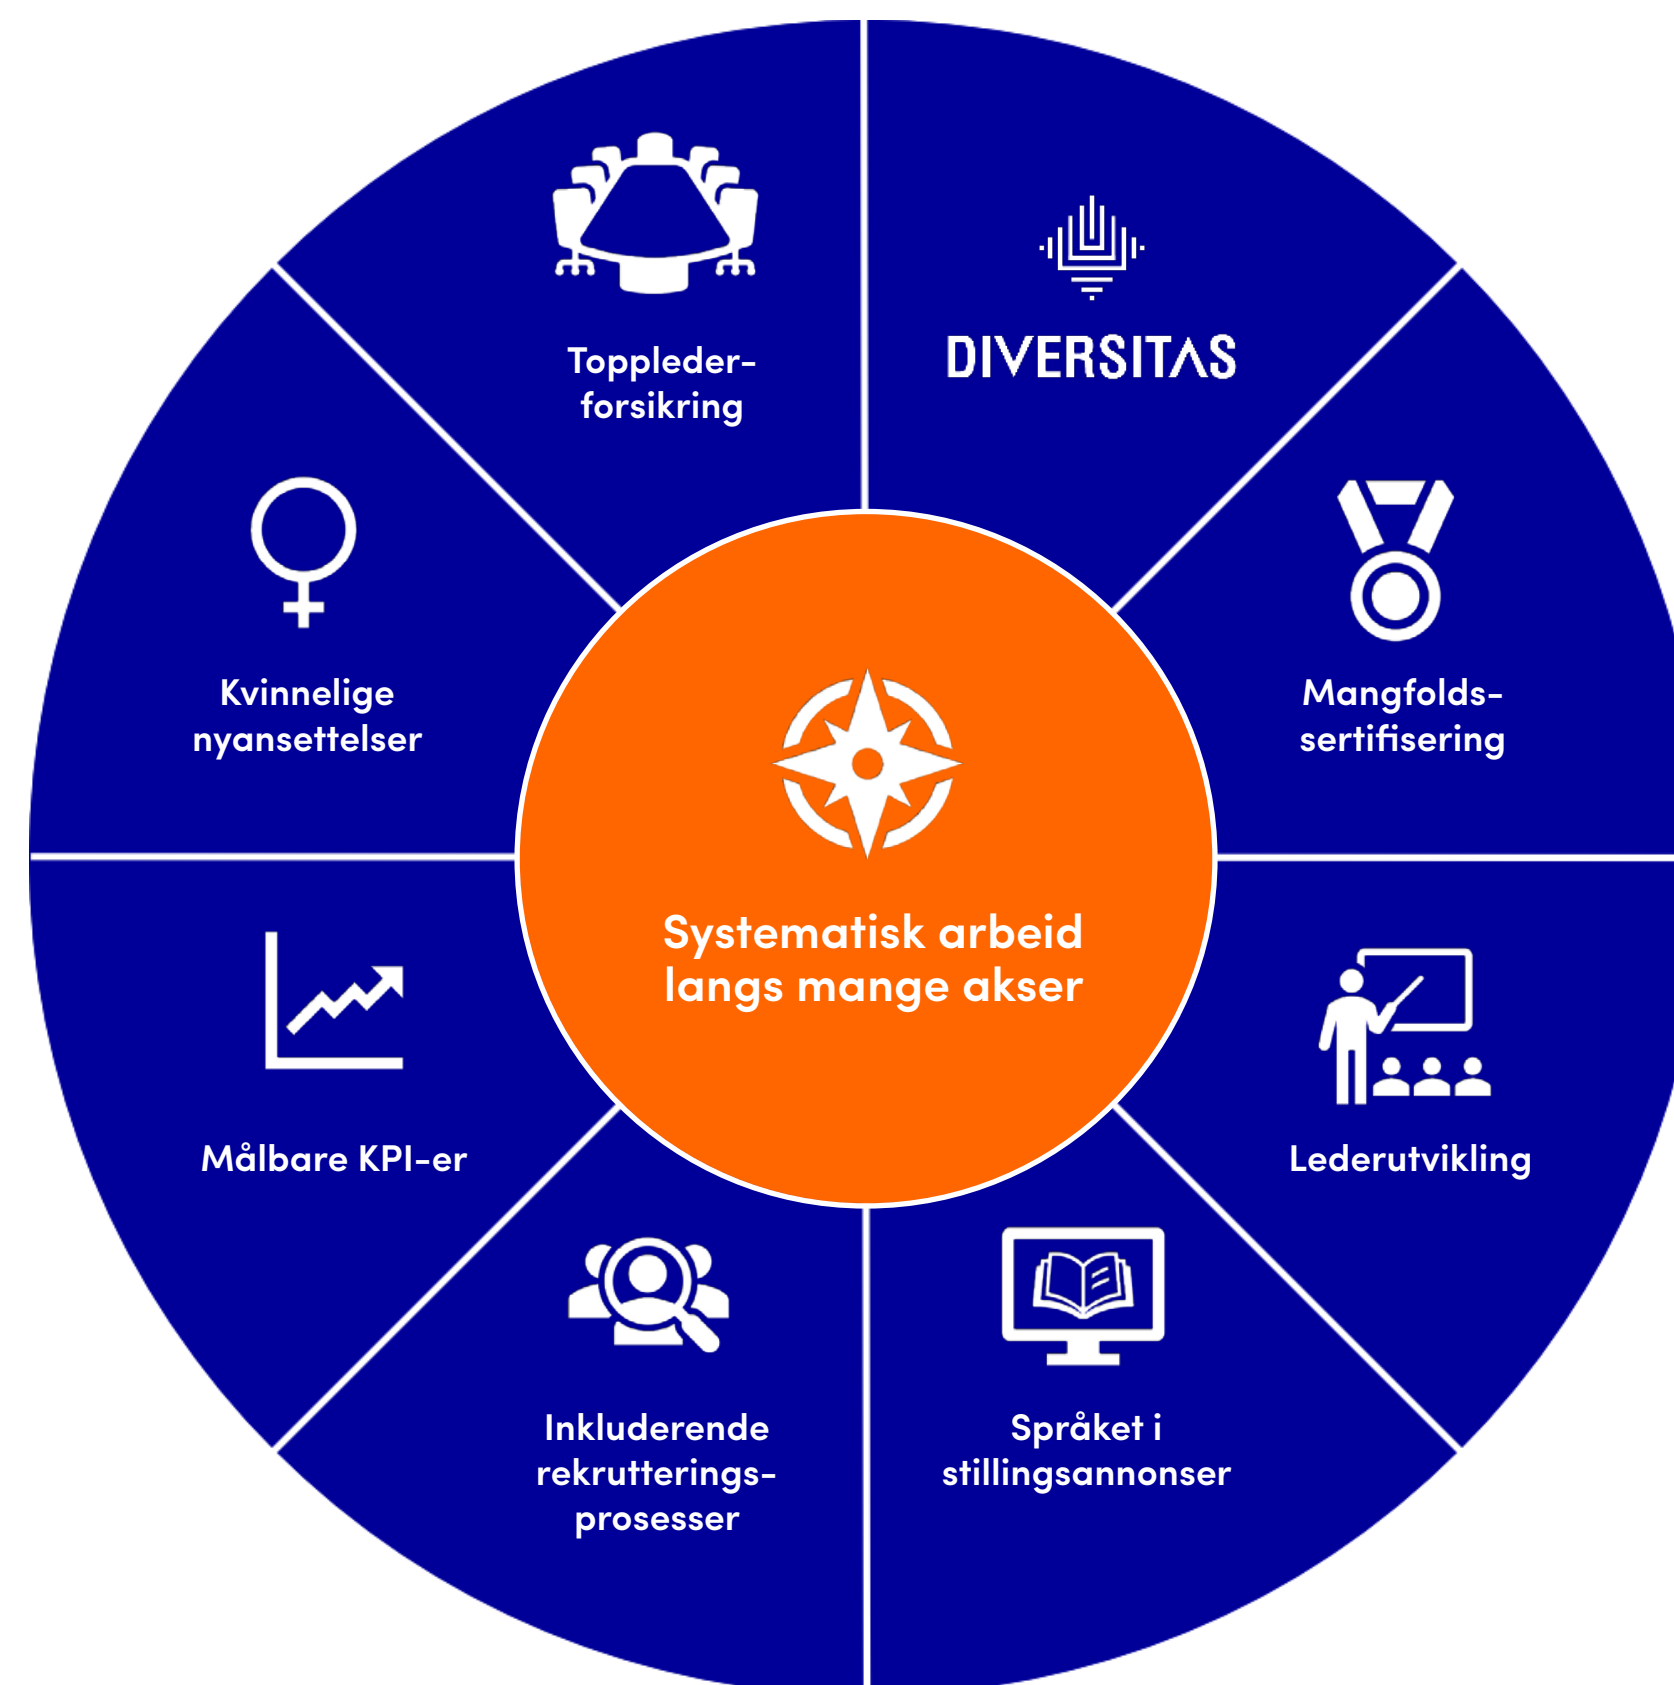 Toppleder-
forsikring
DIVERSITAS
Kvinnelige
nyansettelser
Mangfolds-
sertifisering
Systematisk arbeid
langs mange akser
Målbare KPI-er
Lederutvikling
Inkluderende
rekrutterings-
prosesser
Språket i
stillingsannonser